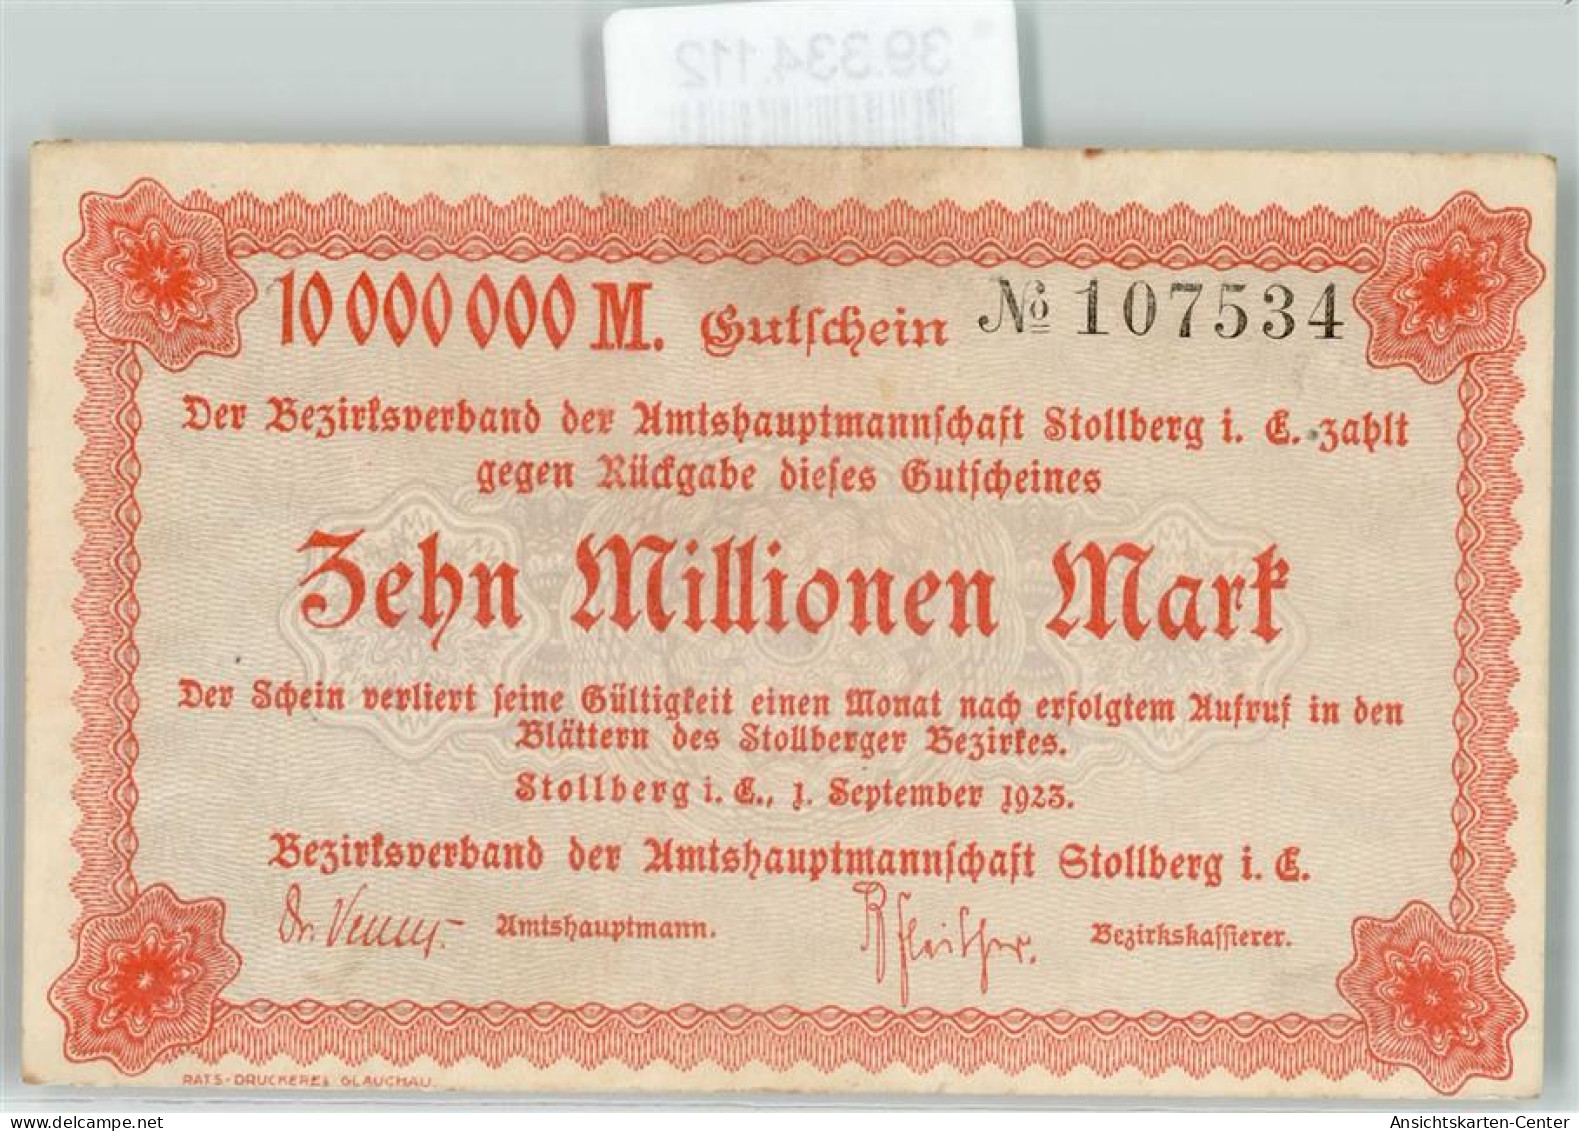 39.334.112
10 000 000 M. Gutschein № 107534
Der Bezirksverband der Amtshauptmannschaft Stollberg i. E. zahlt
gegen Rückgabe dieses Gutscheines
Zehn Millionen Mark
Der Schein verliert seine Gültigkeit einen Monat nach erfolgtem Aufruf in den
Blättern des Stollberger Bezirkes.
Stollberg i. E., 1. September 1923.
Bezirksverband der Amtshauptmannschaft Stollberg i. E.
Dr. Amtshauptmann. Bezirkskassierer.
RATS-DRUCKEREI GLAUCHAU.
Ansichtskarten-Center